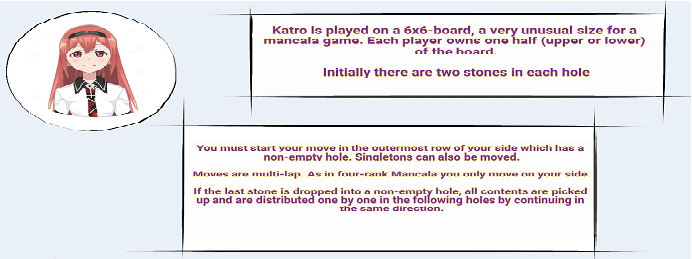 Katro is played on a 6x6-board, a very unusual size for a
mancala game. Each player owns one half (upper or lower)
of the board.
Initially there are two stones in each hole
You must start your move in the outermost row of your side which has a
non-empty hole. Singletons can also be moved.
Moves are multi-lap. As in four-rank Mancala you only move on your side
If the last stone is dropped into a non-empty hole, all contents are picked
up and are distributed one by one in the following holes by continuing in
the same direction.